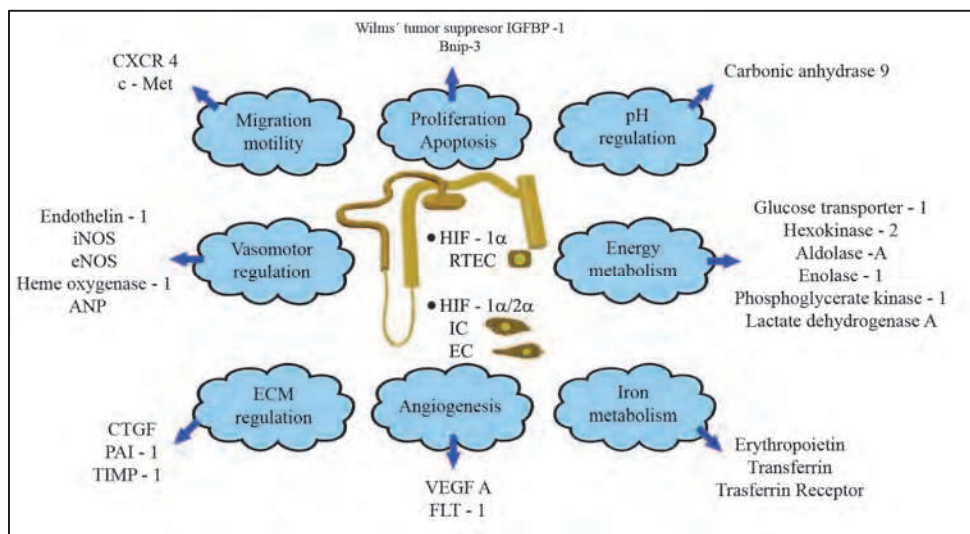 Wilms´ tumor suppresor IGFBP -1
Bnip-3
CXCR 4
c - Met
Carbonic anhydrase 9
Migration
motility
Proliferation
Apoptosis
pH
regulation
Endothelin - 1
iNOS
eNOS
Heme oxygenase - 1
ANP
Vasomotor
regulation
● HIF - 1α
RTEC
● HIF - 1α/2α
IC
EC
Energy
metabolism
Glucose transporter - 1
Hexokinase - 2
Aldolase -A
Enolase - 1
Phosphoglycerate kinase - 1
Lactate dehydrogenase A
ECM
regulation
Angiogenesis
Iron
metabolism
CTGF
PAI - 1
TIMP - 1
VEGF A
FLT - 1
Erythropoietin
Transferrin
Trasferrin Receptor